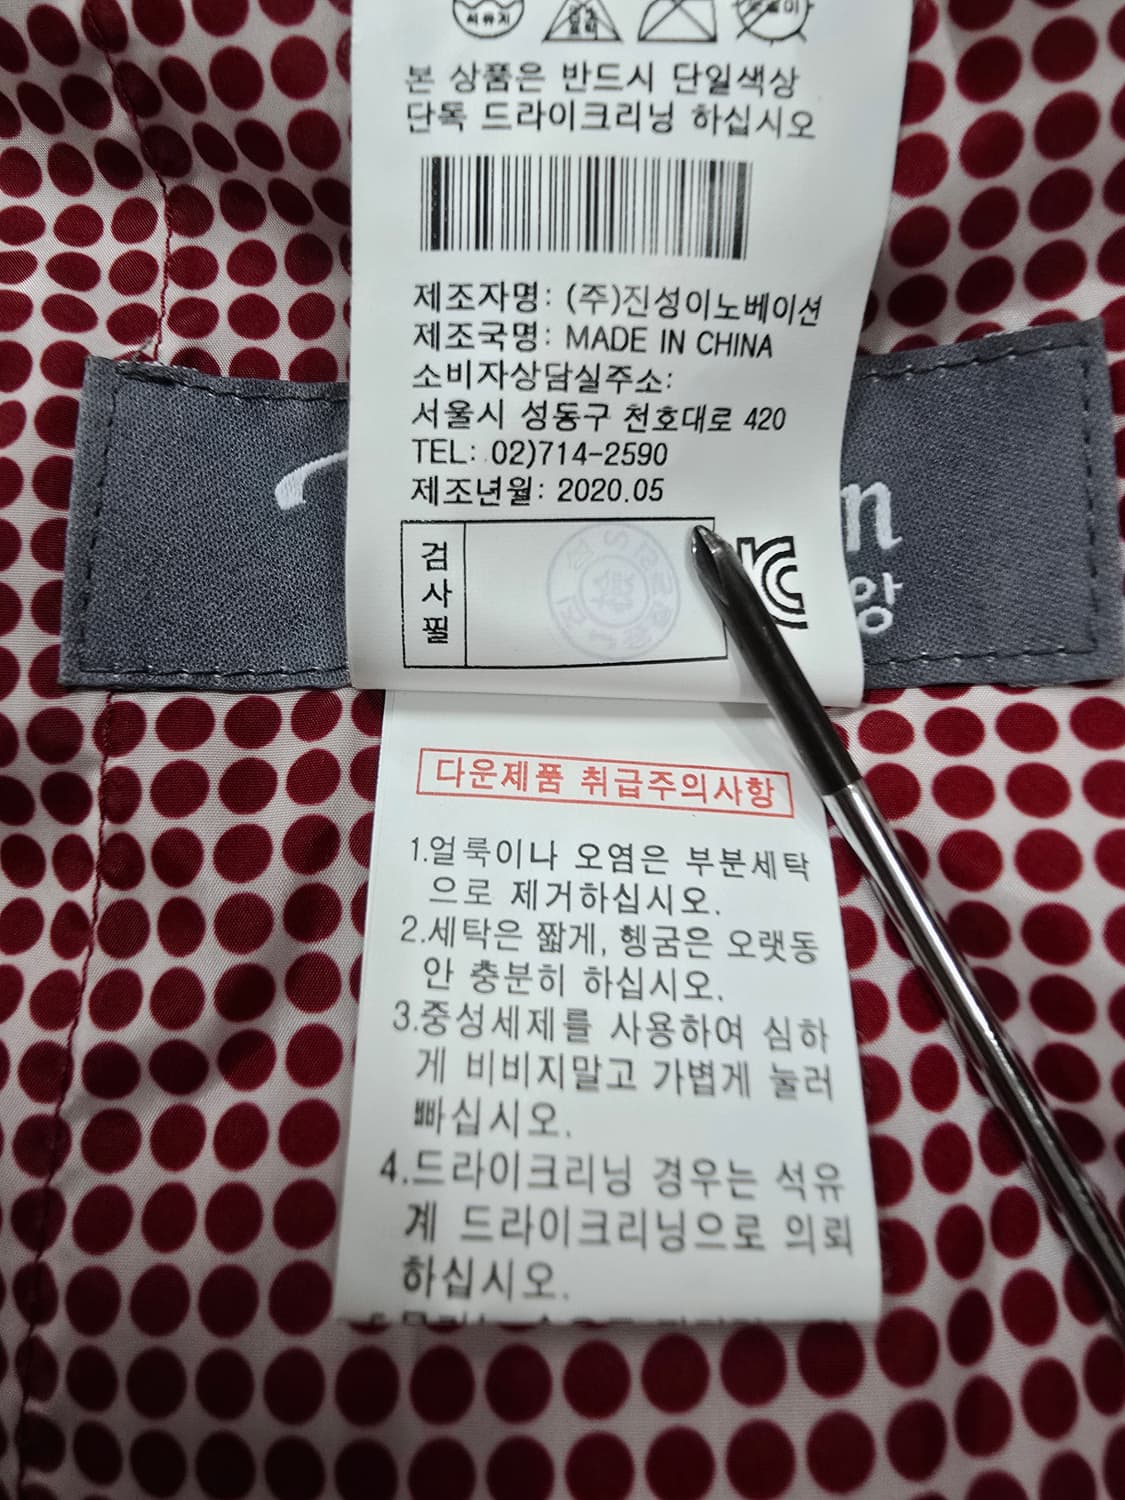 석유지
본 상품은 반드시 단일색상
단독 드라이크리닝 하십시오
제조자명: (주)진성이노베이션
제조국명: MADE IN CHINA
소비자상담실주소:
서울시 성동구 천호대로 420
TEL: 02)714-2590
제조년월: 2020.05
검
사
필
n
앙
다운제품 취급주의사항
1.얼룩이나 오염은 부분세탁
으로 제거하십시오.
2.세탁은 짧게, 헹굼은 오랫동
안 충분히 하십시오.
3.중성세제를 사용하여 심하
게 비비지말고 가볍게 눌러
빠십시오.
4.드라이크리닝 경우는 석유
계 드라이크리닝으로 의뢰
하십시오.